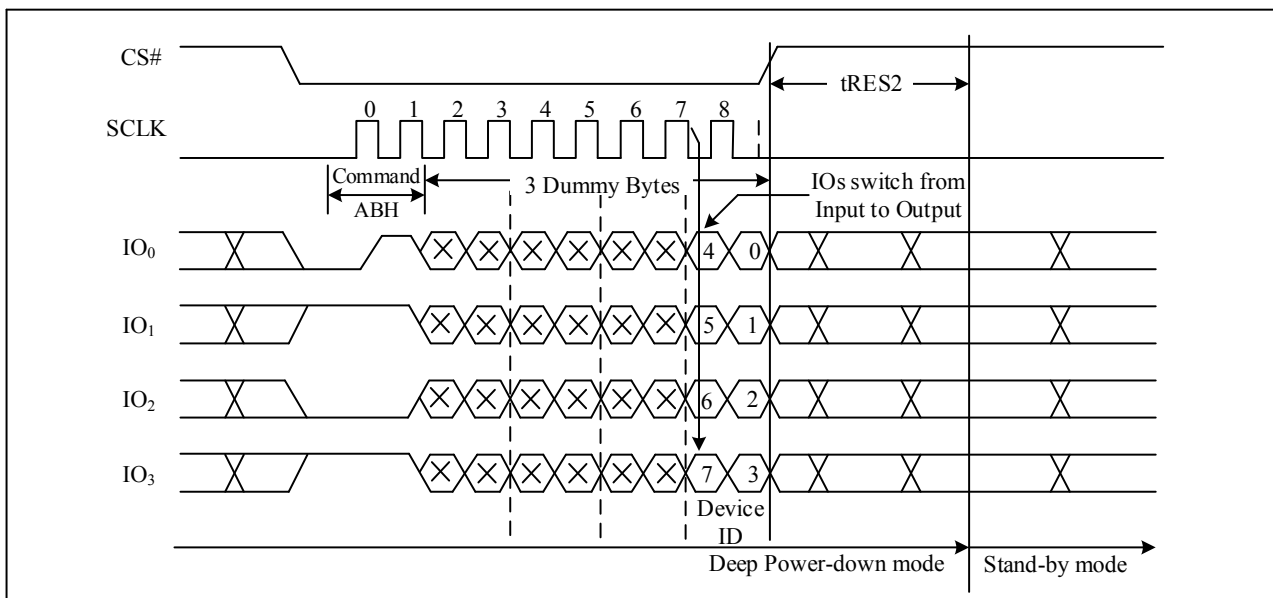 CS#
tRES2
0 1 2 3 4 5 6 7 8
SCLK
Command
ABH
3 Dummy Bytes
IOs switch from
Input to Output
IO0 4 0
IO1 5 1
IO2 6 2
IO3 7 3
Device
ID
Deep Power-down mode
Stand-by mode